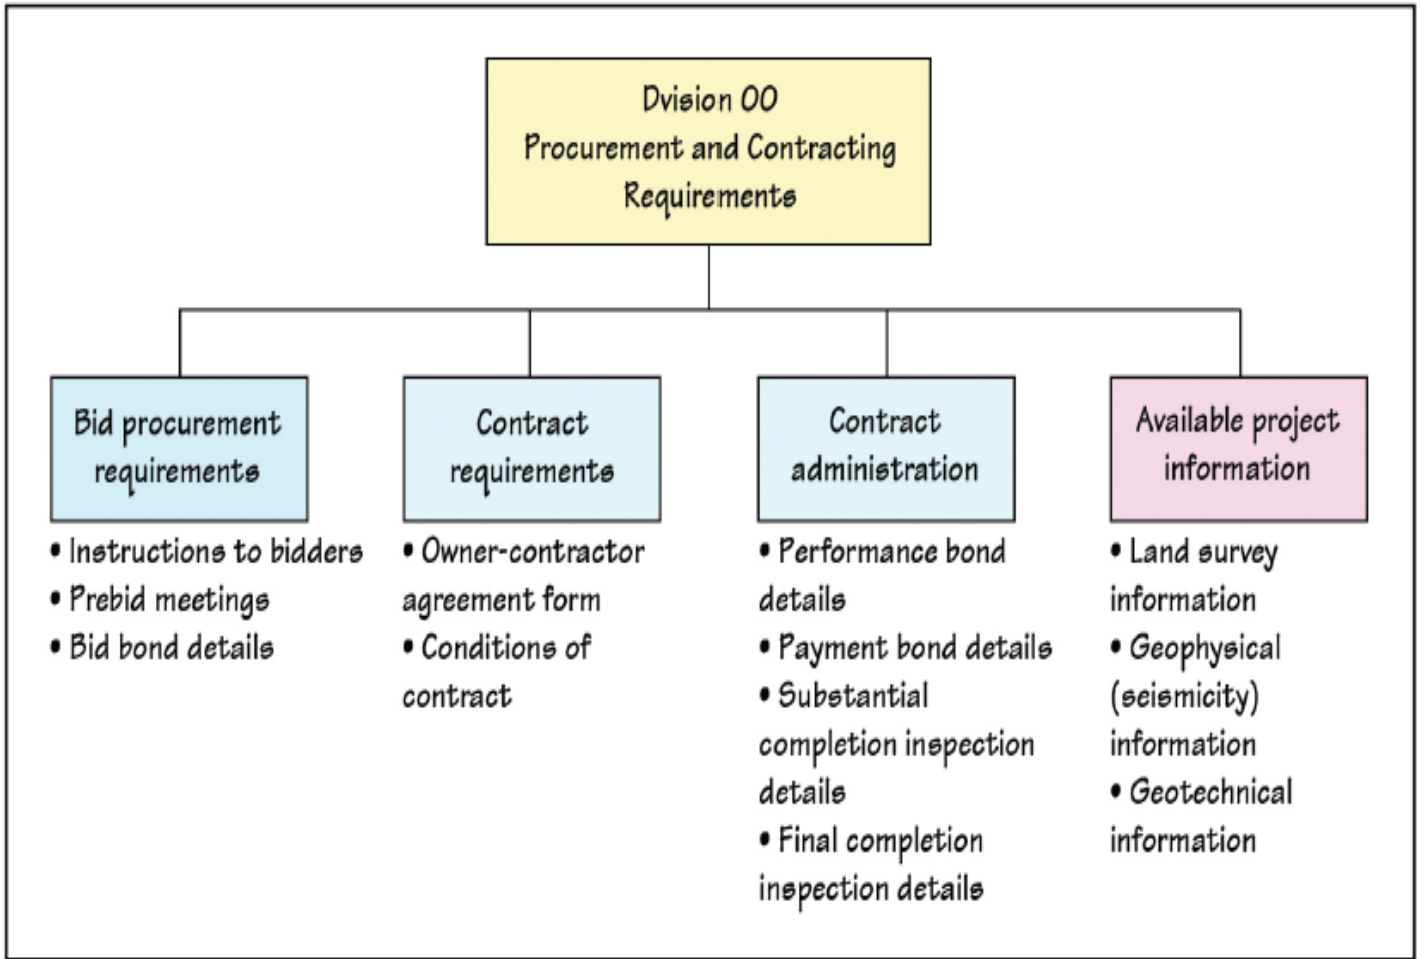 Dvision 00
Procurement and Contracting
Requirements
Bid procurement
requirements
• Instructions to bidders
• Prebid meetings
• Bid bond details
Contract
requirements
• Owner-contractor
agreement form
• Conditions of
contract
Contract
administration
• Performance bond
details
• Payment bond details
• Substantial
completion inspection
details
• Final completion
inspection details
Available project
information
• Land survey
information
• Geophysical
(seismicity)
information
• Geotechnical
information